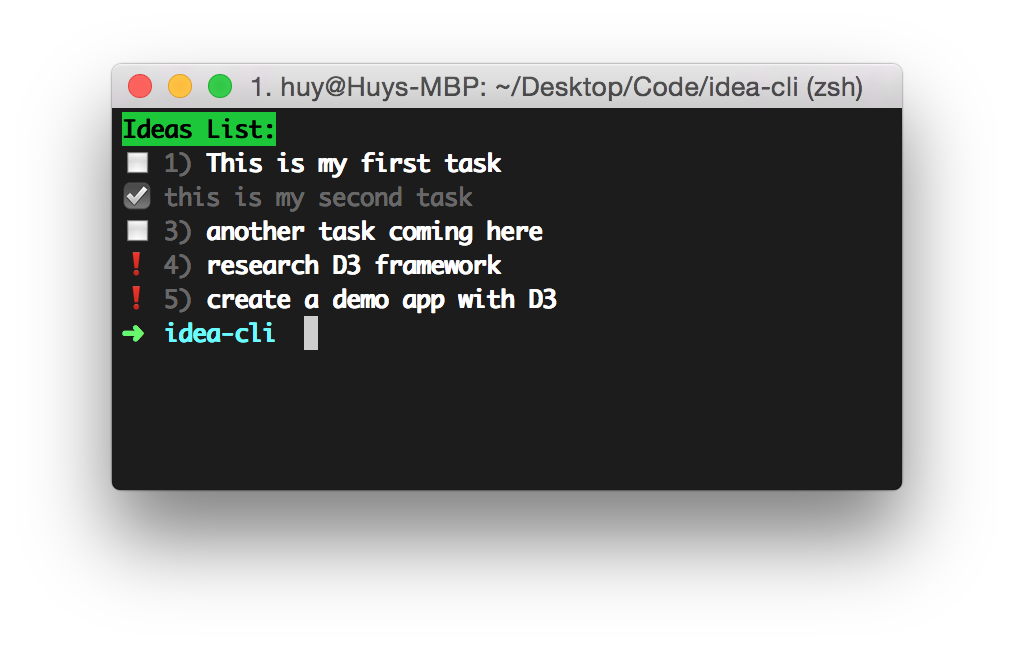 1. huy@Huys-MBP: ~/Desktop/Code/idea-cli (zsh)
Ideas List:
1) This is my first task
this is my second task
3) another task coming here
❗ 4) research D3 framework
❗ 5) create a demo app with D3
➜ idea-cli